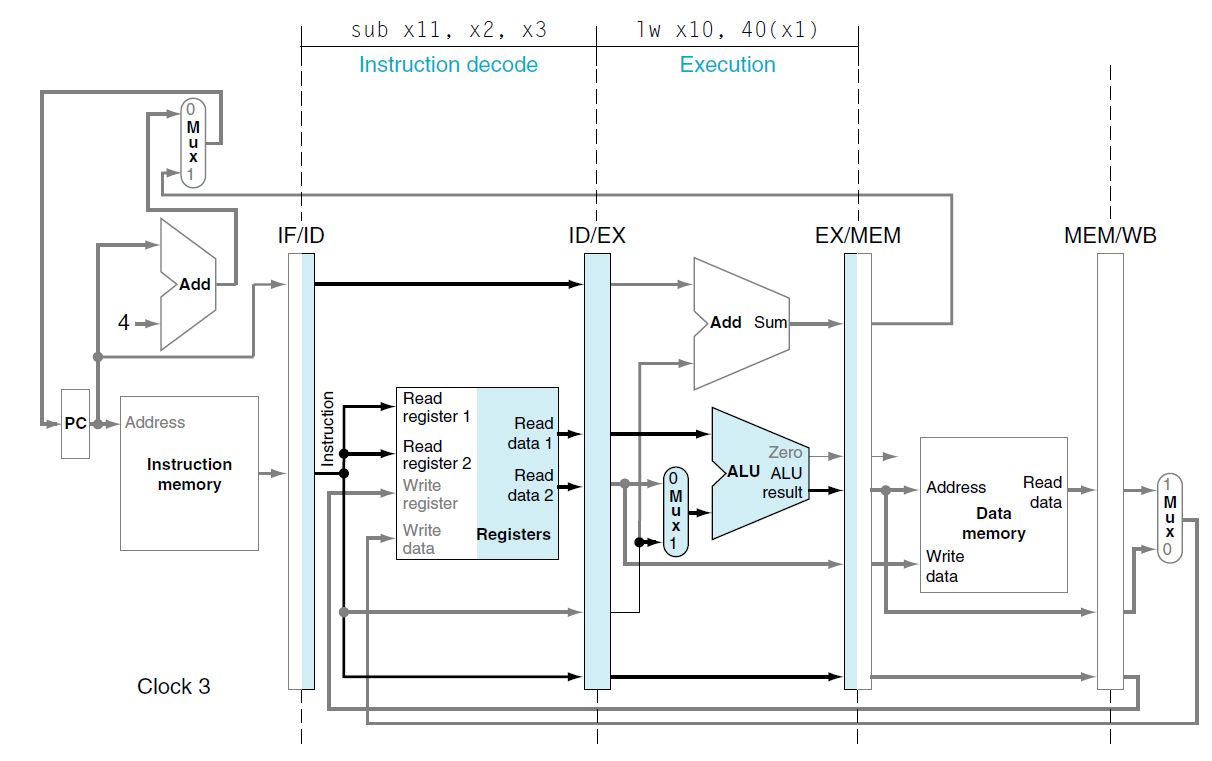 sub x11, x2, x3
lw x10, 40(x1)
Instruction decode
Execution
0
Mux
1
IF/ID
ID/EX
EX/MEM
MEM/WB
Add
4
Add Sum
PC
Address
Instruction
memory
Instruction
Read
register 1
Read
register 2
Write
register
Write
data
Read
data 1
Read
data 2
Registers
0
Mux
1
Zero
ALU ALU
result
Address
Read
data
Data
memory
Write
data
1
Mux
0
Clock 3